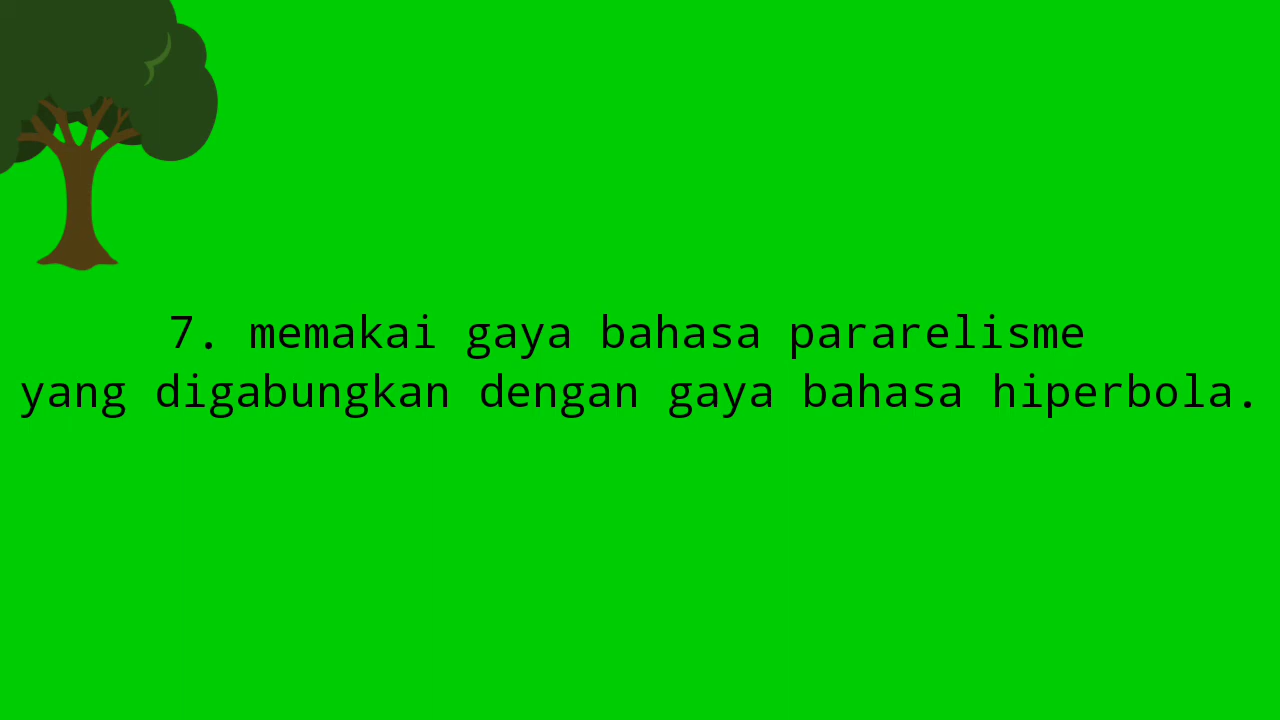 7. memakai gaya bahasa pararelisme
yang digabungkan dengan gaya bahasa hiperbola.